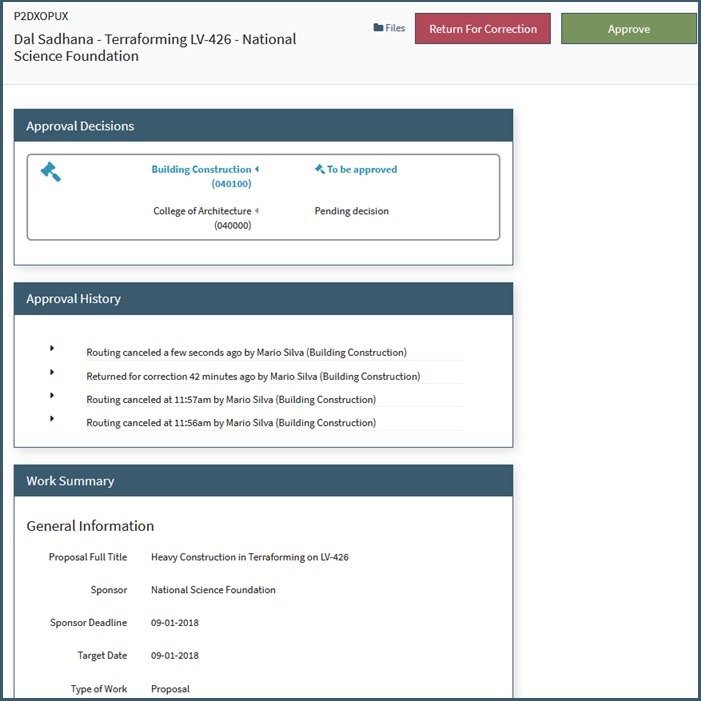 P2DXOPUX
Dal Sadhana - Terraforming LV-426 - National
Science Foundation
Files
Return For Correction
Approve
Approval Decisions
Building Construction
(040100)
To be approved
College of Architecture
(040000)
Pending decision
Approval History
Routing canceled a few seconds ago by Mario Silva (Building Construction)
Returned for correction 42 minutes ago by Mario Silva (Building Construction)
Routing canceled at 11:57am by Mario Silva (Building Construction)
Routing canceled at 11:56am by Mario Silva (Building Construction)
Work Summary
General Information
Proposal Full Title Heavy Construction in Terraforming on LV-426
Sponsor National Science Foundation
Sponsor Deadline 09-01-2018
Target Date 09-01-2018
Type of Work Proposal